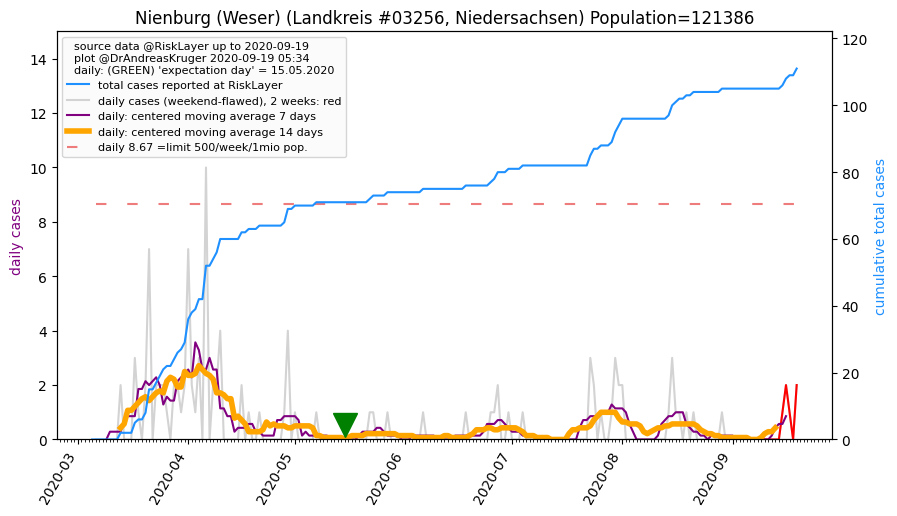 Nienburg (Weser) (Landkreis #03256, Niedersachsen) Population=121386
source data @RiskLayer up to 2020-09-19
plot @DrAndreasKruger 2020-09-19 05:34
daily: (GREEN) 'expectation day' = 15.05.2020
total cases reported at RiskLayer
daily cases (weekend-flawed), 2 weeks: red
daily: centered moving average 7 days
daily: centered moving average 14 days
daily 8.67 =limit 500/week/1mio pop.
daily cases
14
12
10
8
6
4
2
0
cumulative total cases
120
100
80
60
40
20
0
2020-03
2020-04
2020-05
2020-06
2020-07
2020-08
2020-09